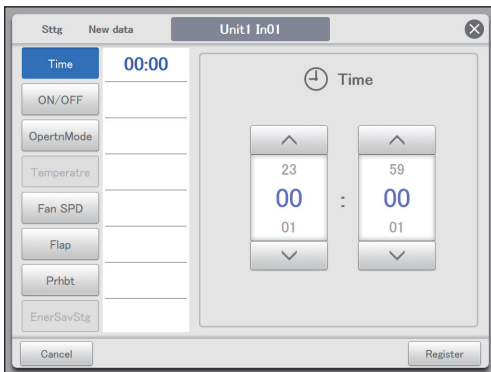 Sttg New data Unit1 In01
Time 00:00
Time
ON/OFF
OpertnMode
Temperatre
Fan SPD
Flap
Prhbt
EnerSavStg
23 59
00 : 00
01 01
Cancel Register